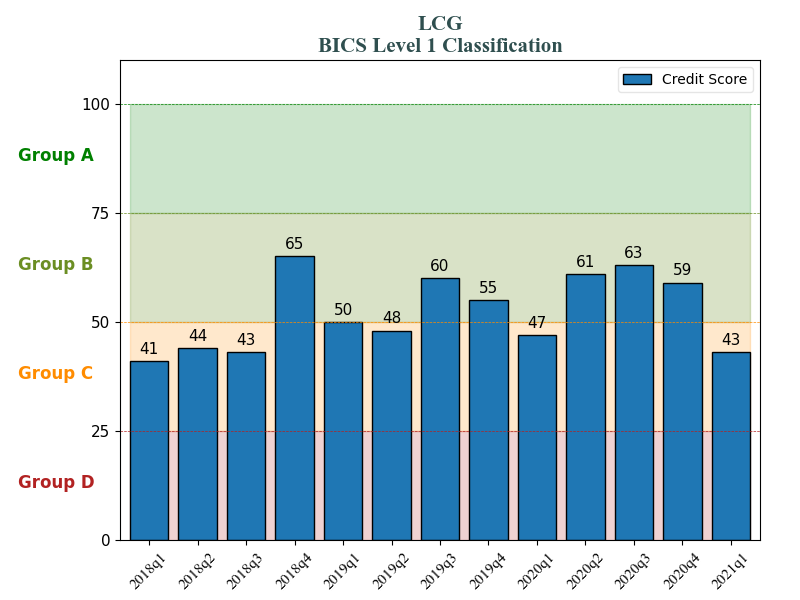 LCG
BICS Level 1 Classification
Credit Score
100
Group A
75
65
63
Group B
61
60
59
55
50
50
48
47
44
43
43
41
Group C
25
Group D
0
2018q1
2018q2
2018q3
2018q4
2019q1
2019q2
2019q3
2019q4
2020q1
2020q2
2020q3
2020q4
2021q1